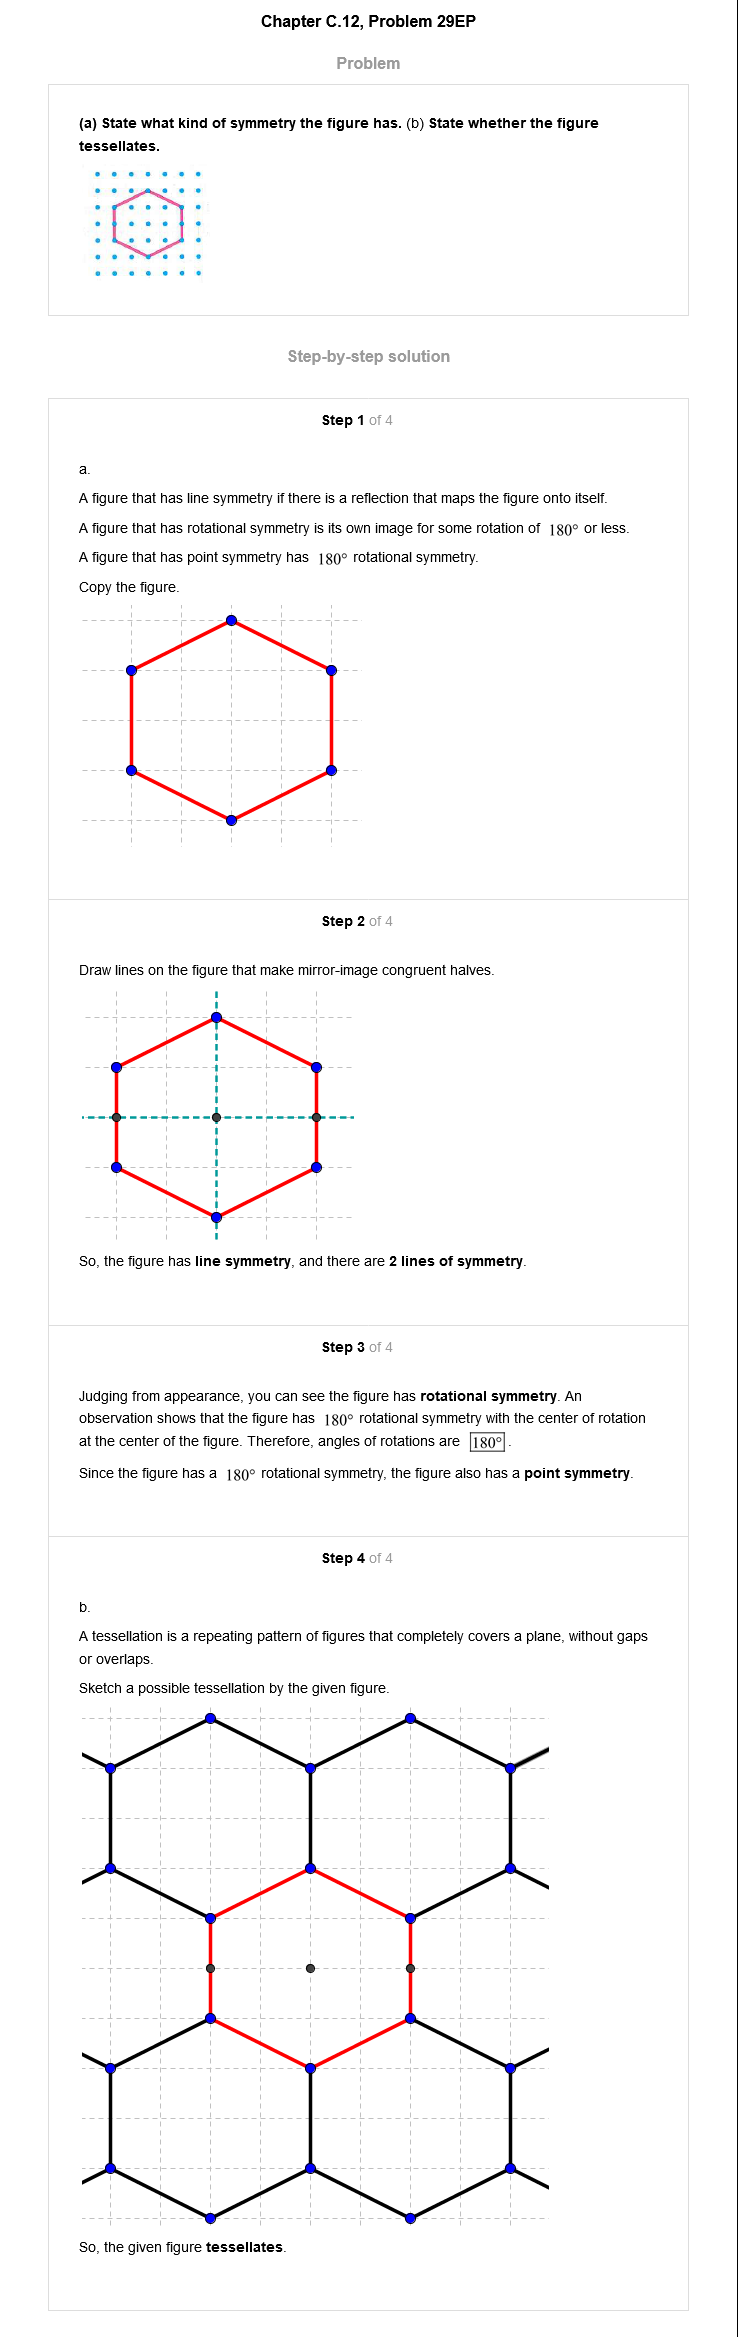 Chapter C.12, Problem 29EP
Problem
(a) State what kind of symmetry the figure has. (b) State whether the figure
tessellates.
Step-by-step solution
Step 1 of 4
a.
A figure that has line symmetry if there is a reflection that maps the figure onto itself.
A figure that has rotational symmetry is its own image for some rotation of 180° or less.
A figure that has point symmetry has 180° rotational symmetry.
Copy the figure.
Step 2 of 4
Draw lines on the figure that make mirror-image congruent halves.
So, the figure has line symmetry, and there are 2 lines of symmetry.
Step 3 of 4
Judging from appearance, you can see the figure has rotational symmetry. An
observation shows that the figure has 180° rotational symmetry with the center of rotation
at the center of the figure. Therefore, angles of rotations are 180°.
Since the figure has a 180° rotational symmetry, the figure also has a point symmetry.
Step 4 of 4
b.
A tessellation is a repeating pattern of figures that completely covers a plane, without gaps
or overlaps.
Sketch a possible tessellation by the given figure.
So, the given figure tessellates.